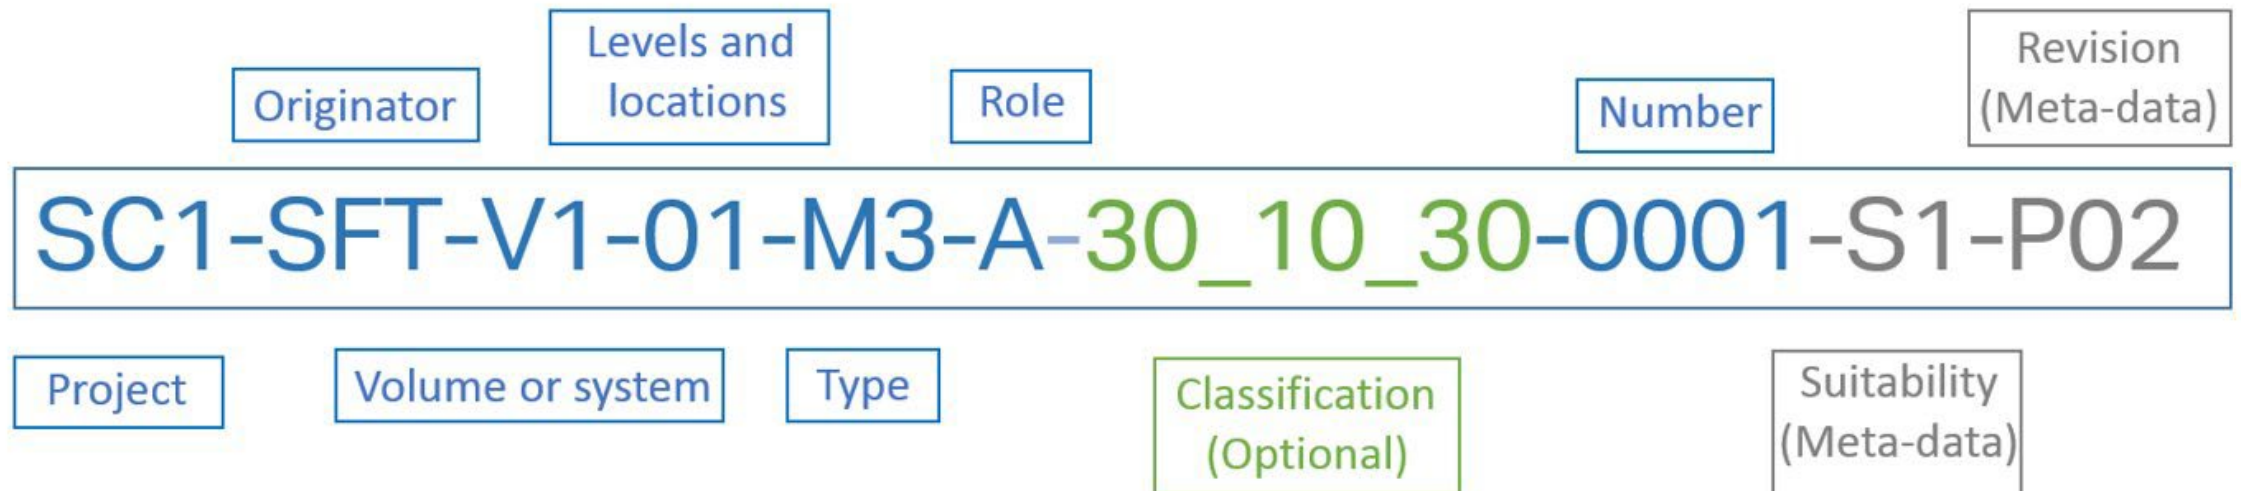 Originator
Levels and
locations
Role
Number
Revision
(Meta-data)
SC1-SFT-V1-01-M3-A-30_10_30-0001-S1-P02
Project
Volume or system
Type
Classification
(Optional)
Suitability
(Meta-data)